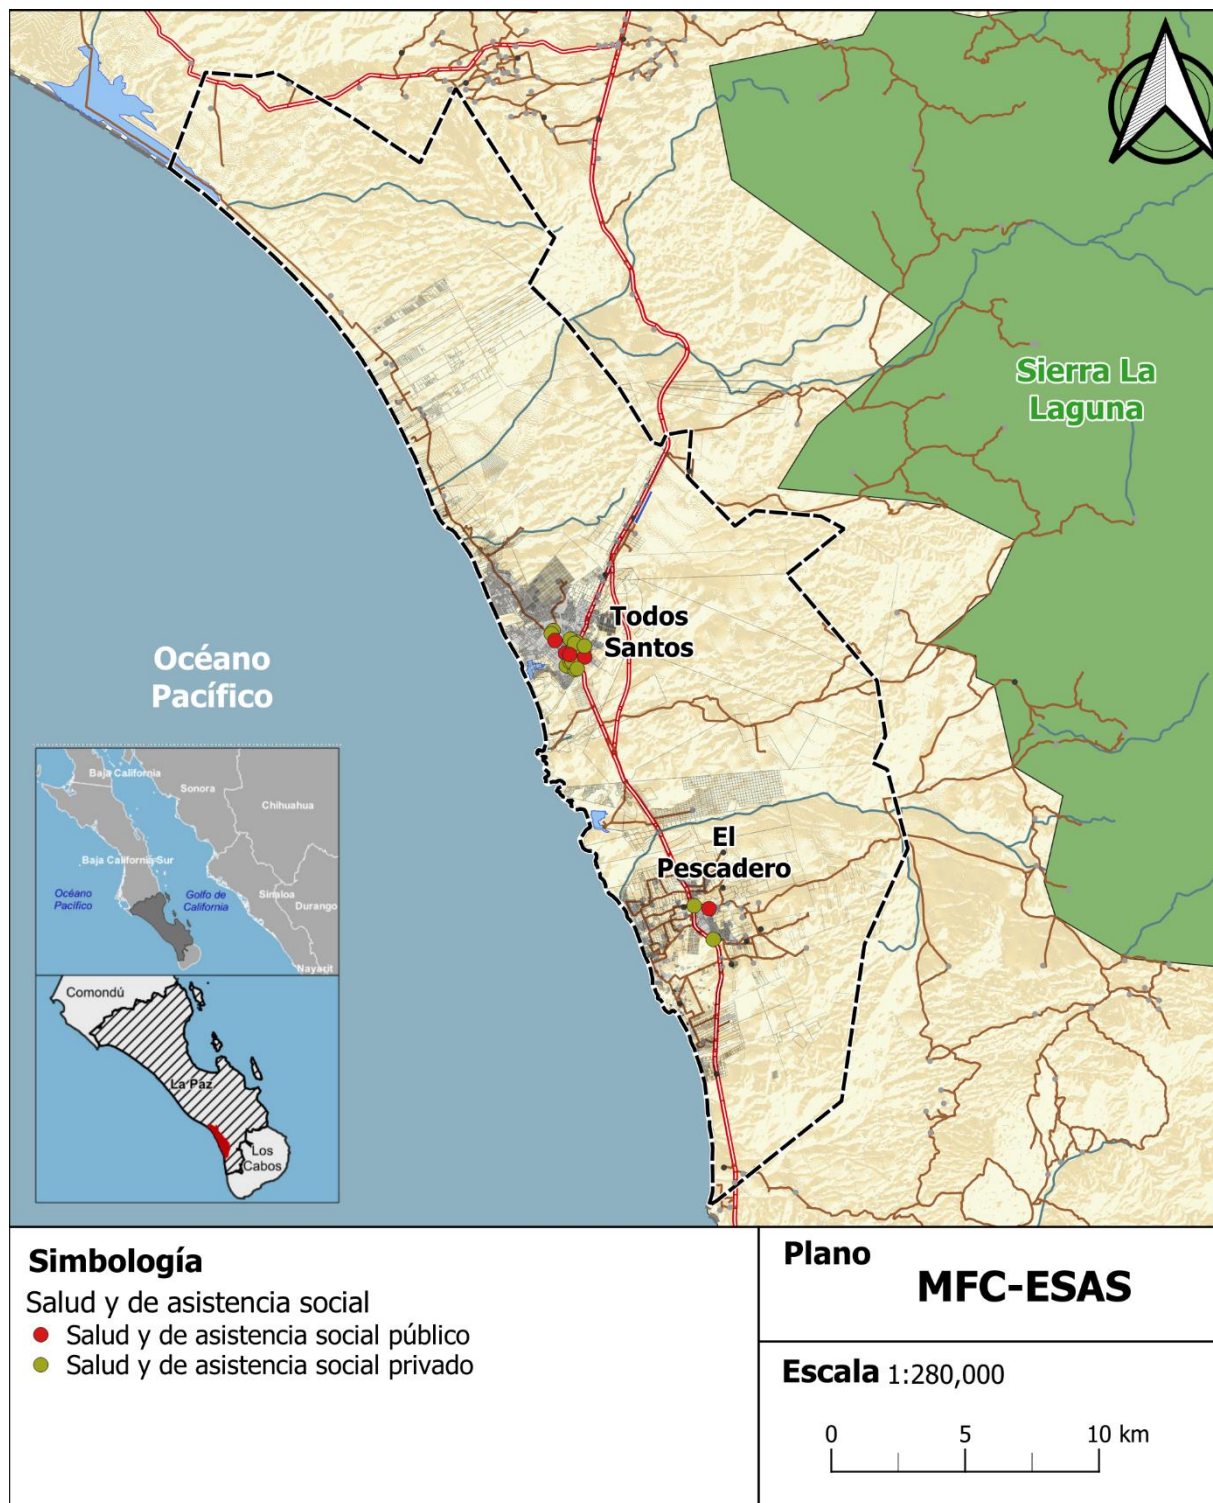 Sierra La
Laguna
Todos
Santos
Océano
Pacífico
El
Pescadero
Baja California
Sonora
Chihuahua
Baja California Sur
Océano
Pacífico
Golfo de
California
Sinaloa
Durango
Nayarit
Comondú
La Paz
Los
Cabos
Simbología
Salud y de asistencia social
Salud y de asistencia social público
Salud y de asistencia social privado
Plano
MFC-ESAS
Escala 1:280,000
0 5 10 km